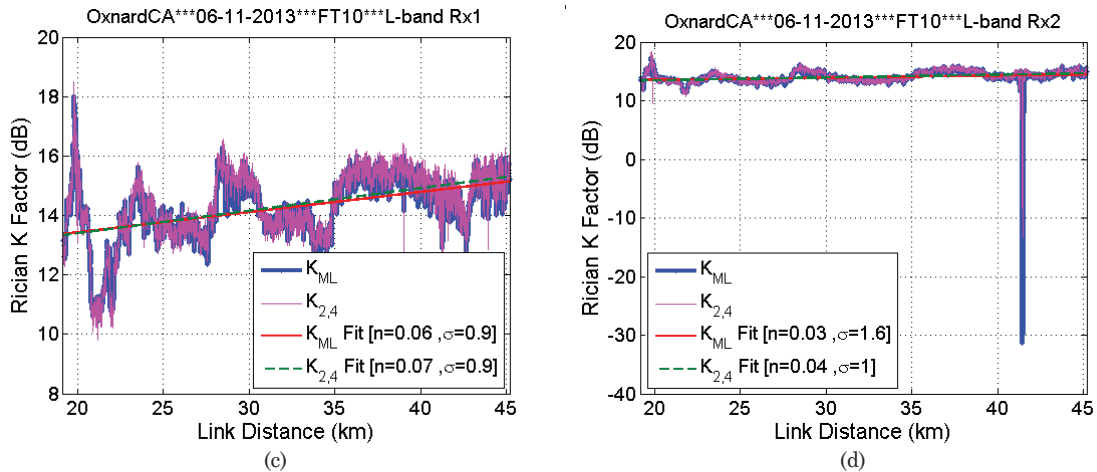 OxnardCA***06-11-2013***FT10***L-band Rx1
20
18
16
14
12
10
8
Rician K Factor (dB)
K_ML
K_2,4
K_ML Fit [n=0.06 ,σ=0.9]
K_2,4 Fit [n=0.07 ,σ=0.9]
20 25 30 35 40 45
Link Distance (km)
(c)
OxnardCA***06-11-2013***FT10***L-band Rx2
20
15
0
-10
-20
-30
-40
Rician K Factor (dB)
K_ML
K_2,4
K_ML Fit [n=0.03 ,σ=1.6]
K_2,4 Fit [n=0.04 ,σ=1]
20 25 30 35 40 45
Link Distance (km)
(d)